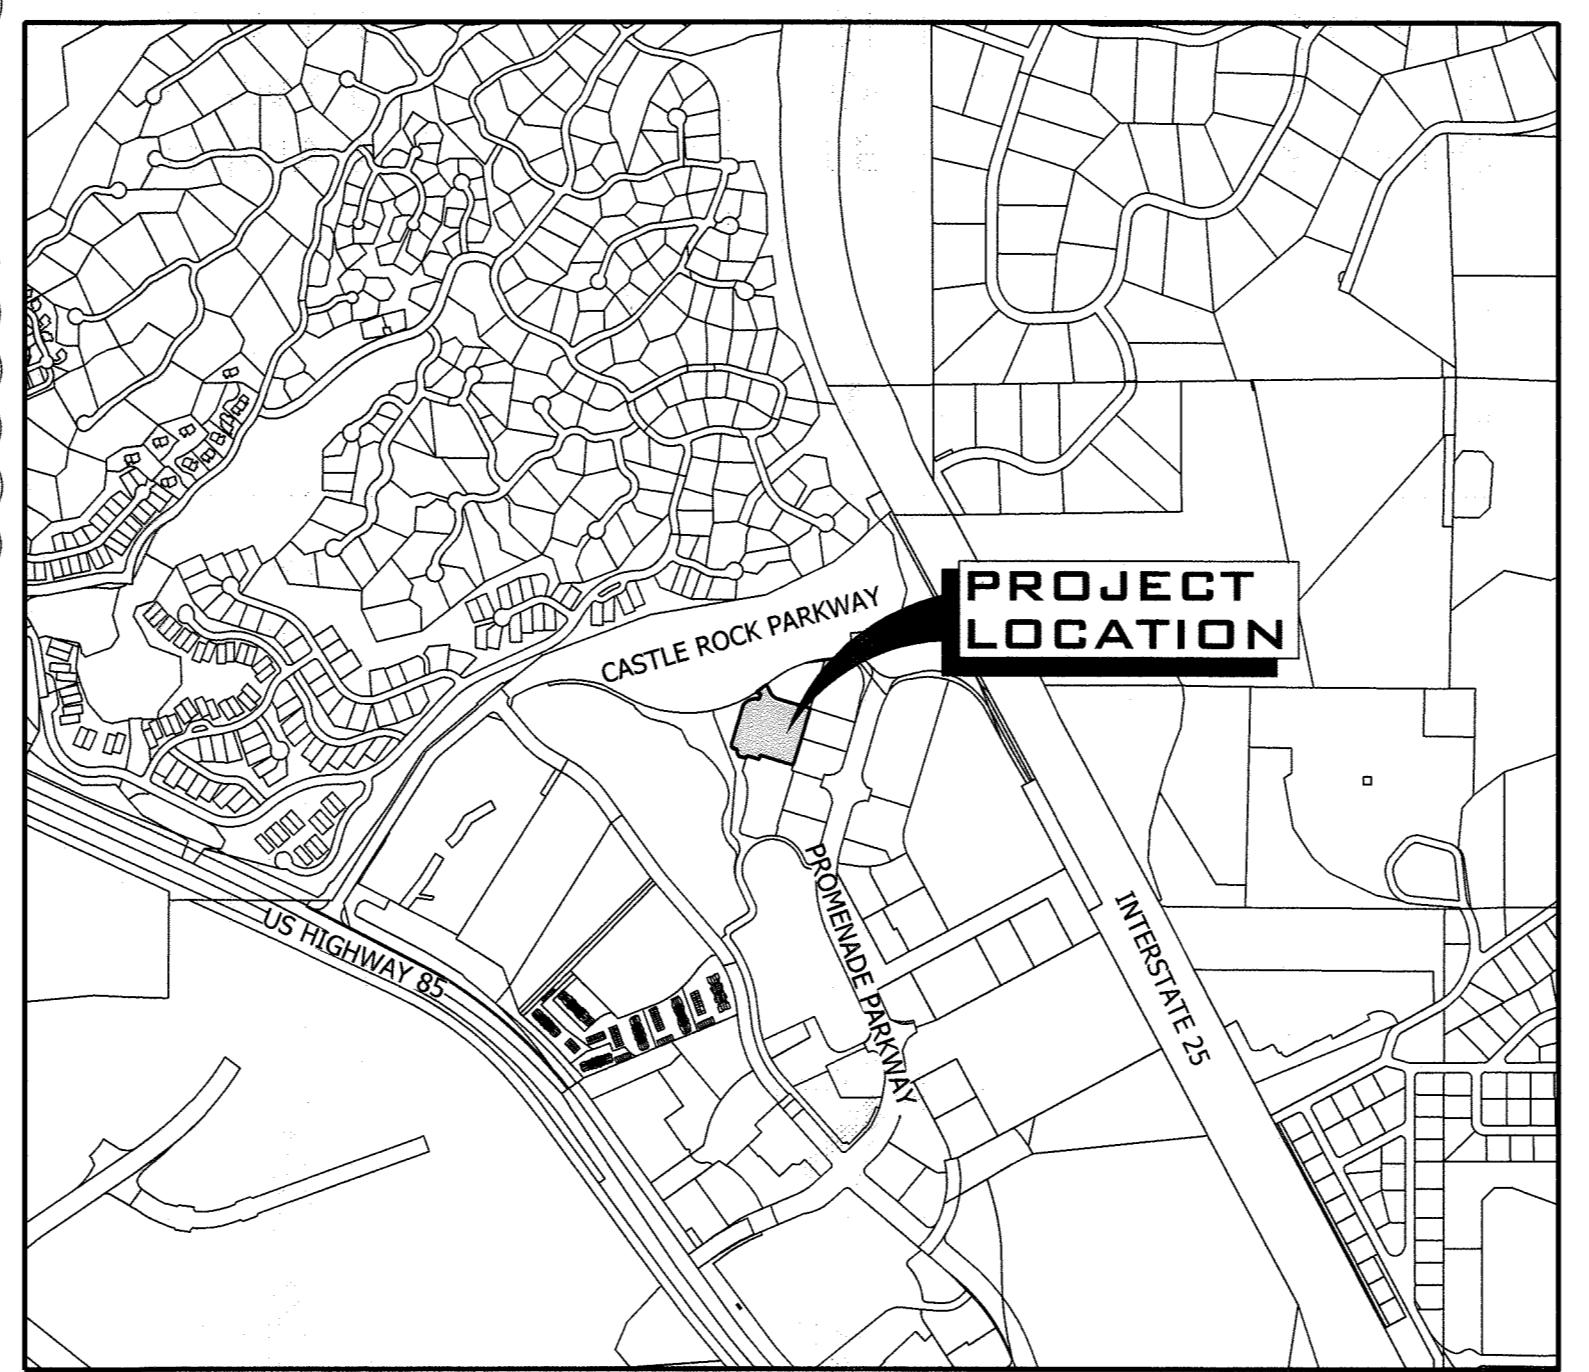 CASTLE ROCK PARKWAY
PROJECT
LOCATION
PROMENADE PARKWAY
INTERSTATE 25
US HIGHWAY 85